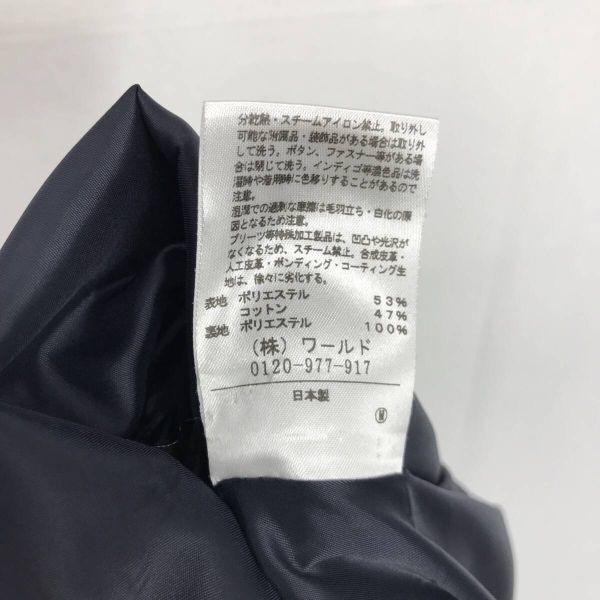 分乾燥・スチームアイロン禁止。取り外し
可能な付属品・装飾品がある場合は取り外
して洗う。ボタン、ファスナー等がある場
合は閉じて洗う。インディゴ等濃色品は洗
濯時や着用時に色移りすることがあるので
注意。
湿潤での過剰な摩擦は毛羽立ち・白化の原
因となるため注意。
プリーツ等特殊加工製品は、凹凸や光沢が
なくなるため、スチーム禁止。合成皮革・
人工皮革・ボンディング・コーティング生
地は、徐々に劣化する。
表地 ポリエステル 53%
コットン 47%
裏地 ポリエステル 100%
(株) ワールド
0120-977-917
日本製
M